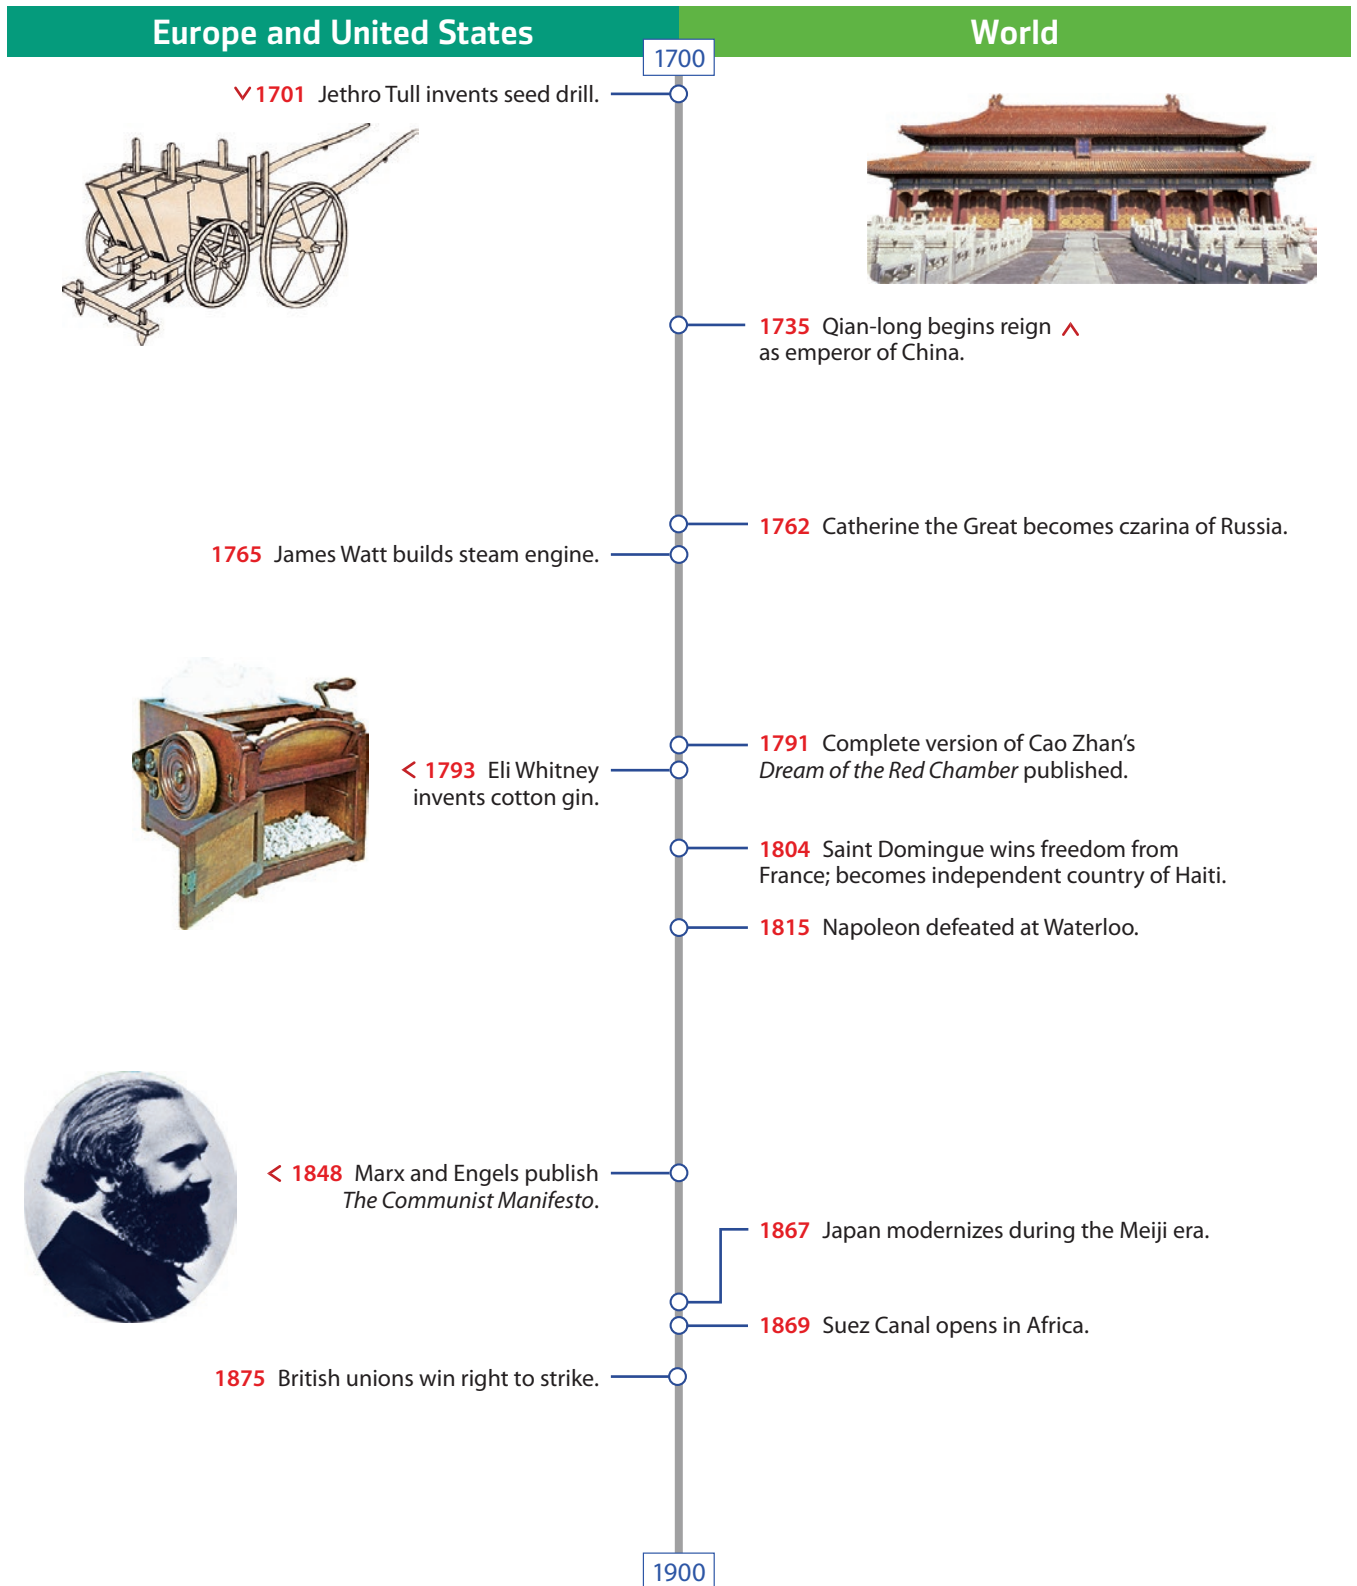 Europe and United States
World
1700
1701 Jethro Tull invents seed drill.
1735 Qian-long begins reign
as emperor of China.
1762 Catherine the Great becomes czarina of Russia.
1765 James Watt builds steam engine.
1791 Complete version of Cao Zhan’s
Dream of the Red Chamber published.
1793 Eli Whitney
invents cotton gin.
1804 Saint Domingue wins freedom from
France; becomes independent country of Haiti.
1815 Napoleon defeated at Waterloo.
1848 Marx and Engels publish
The Communist Manifesto.
1867 Japan modernizes during the Meiji era.
1869 Suez Canal opens in Africa.
1875 British unions win right to strike.
1900